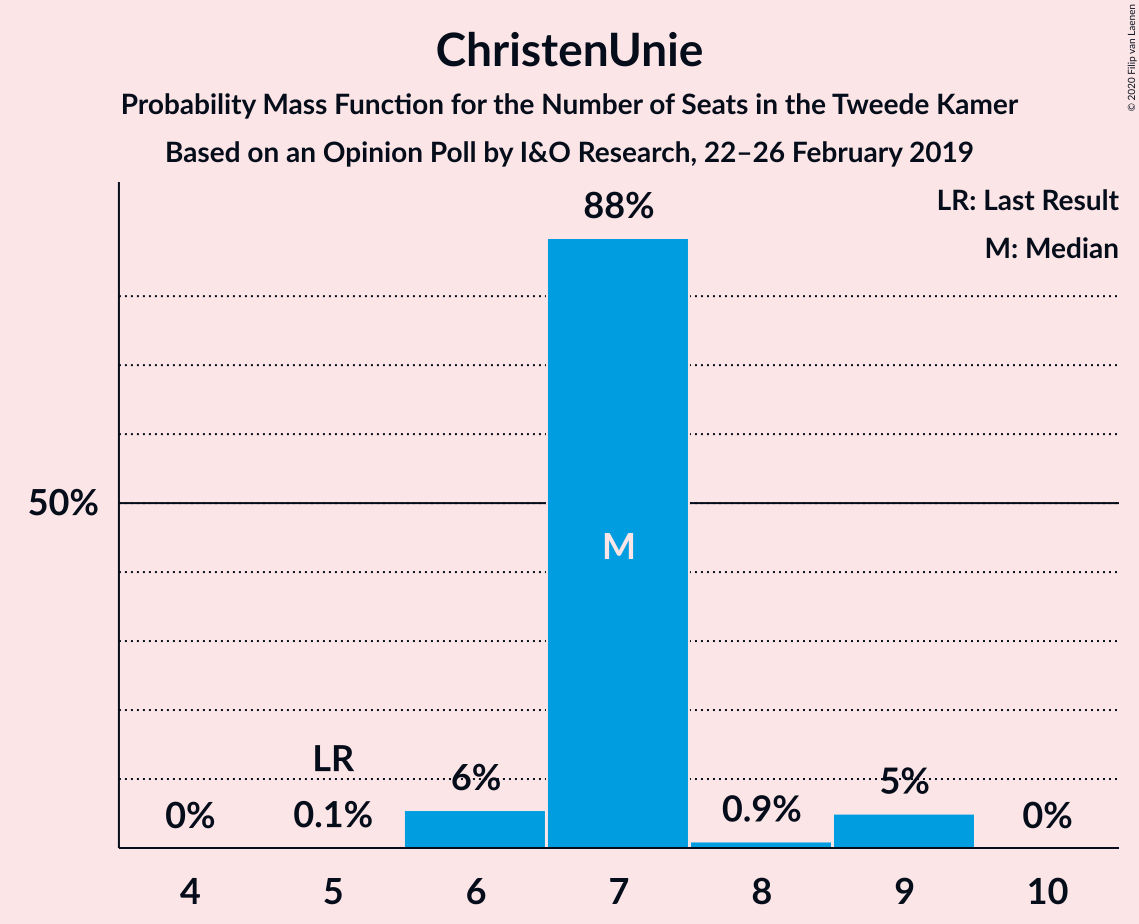 ChristenUnie
Probability Mass Function for the Number of Seats in the Tweede Kamer
Based on an Opinion Poll by I&O Research, 22–26 February 2019
© 2020 Filip van Laenen
LR: Last Result
M: Median
88%
50%
M
LR
0%
0.1%
6%
0.9%
5%
0%
4
5
6
7
8
9
10